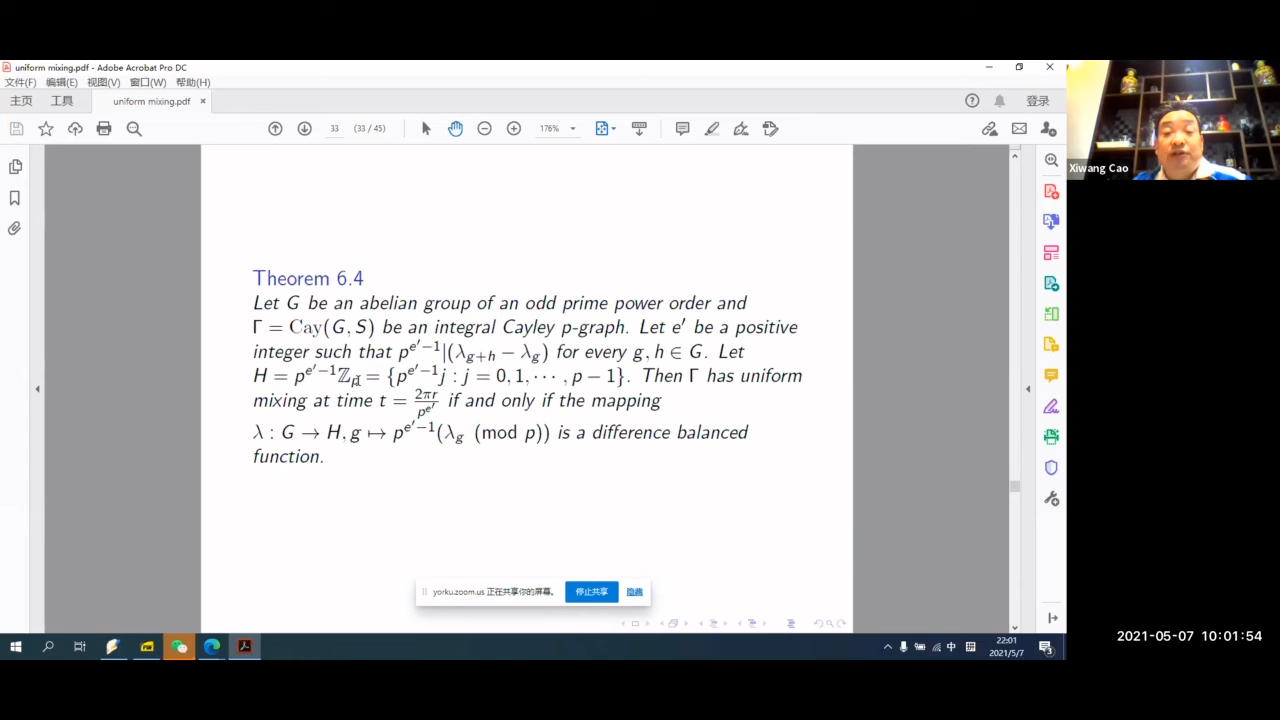 uniform mixing.pdf - Adobe Acrobat Pro DC
文件(F) 编辑(E) 视图(V) 窗口(W) 帮助(H)
主页 工具 uniform mixing.pdf × 登录
33 (33 / 45) 176%
Xiwang Cao
Theorem 6.4
Let G be an abelian group of an odd prime power order and
Γ = Cay(G, S) be an integral Cayley p-graph. Let e′ be a positive
integer such that p^{e′−1}|(λ_{g+h} − λ_g) for every g, h ∈ G. Let
H = p^{e′−1}ℤ_p = {p^{e′−1}j : j = 0, 1, ⋯ , p − 1}. Then Γ has uniform
mixing at time t = 2πr/p^{e′} if and only if the mapping
λ : G → H, g ↦ p^{e′−1}(λ_g (mod p)) is a difference balanced
function.
yorku.zoom.us 正在共享你的屏幕。 停止共享 隐藏
中 22:01
2021/5/7
2021-05-07 10:01:54